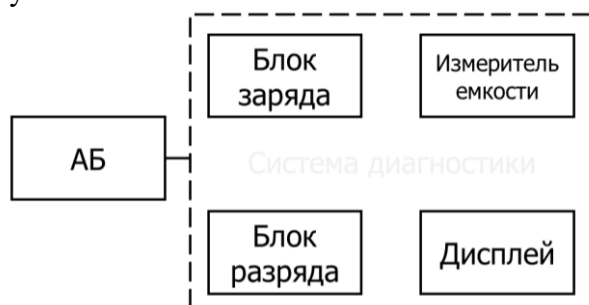 Блок
заряда
Измеритель
емкости
АБ
Система диагностики
Блок
разряда
Дисплей